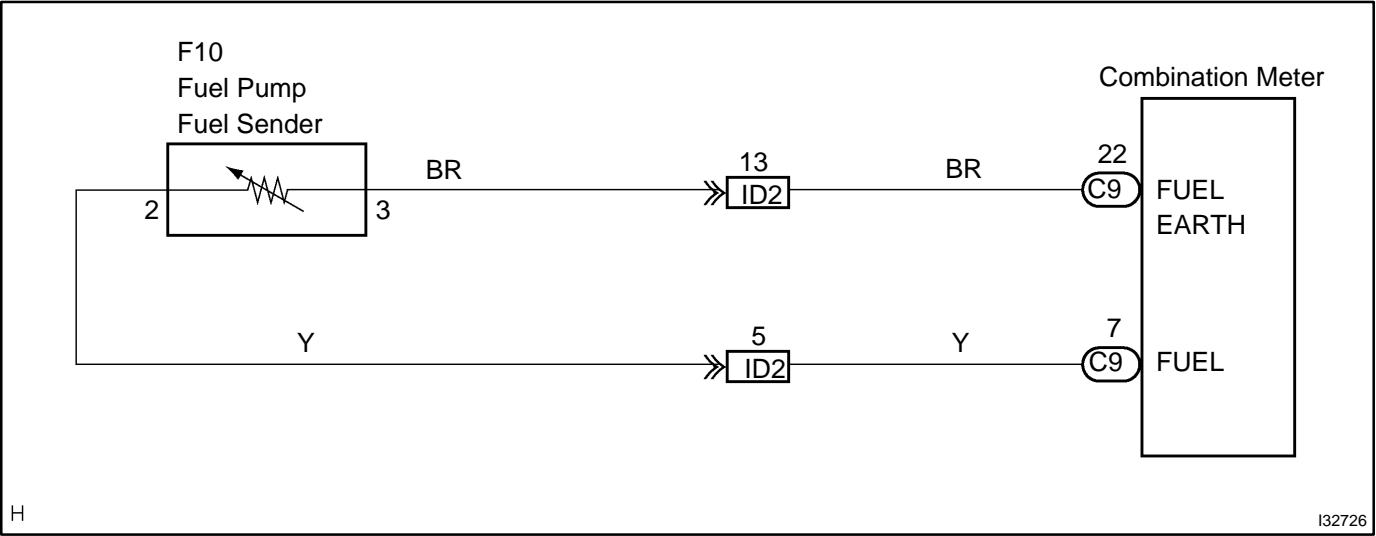 F10
Fuel Pump
Fuel Sender
Combination Meter
BR
13
BR
22
ID2
C9
FUEL
EARTH
2
3
Y
5
Y
7
ID2
C9
FUEL
H
I32726